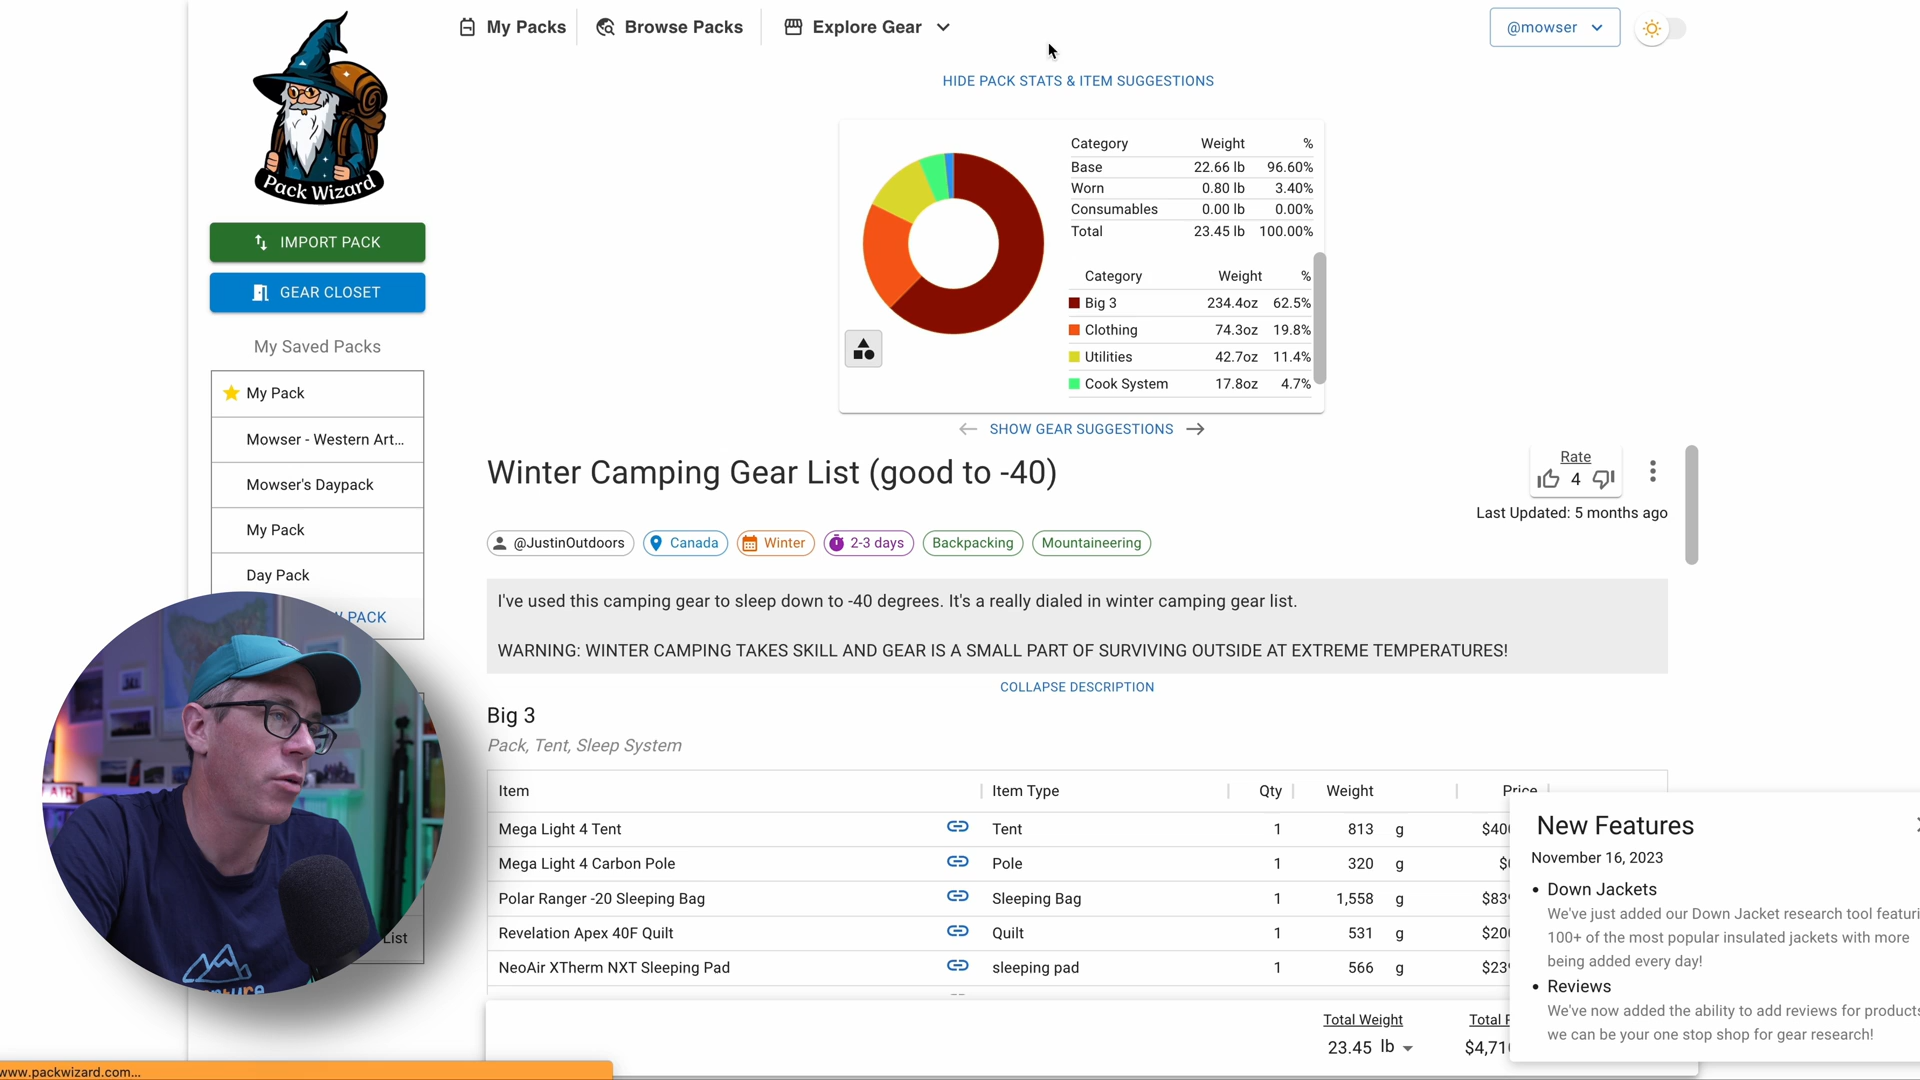 My Packs
Browse Packs
Explore Gear
@mowser
Pack Wizard
IMPORT PACK
GEAR CLOSET
My Saved Packs
My Pack
Mowser - Western Art...
Mowser's Daypack
My Pack
Day Pack
PACK
List
HIDE PACK STATS & ITEM SUGGESTIONS
Category Weight %
Base 22.66 lb 96.60%
Worn 0.80 lb 3.40%
Consumables 0.00 lb 0.00%
Total 23.45 lb 100.00%
Category Weight %
Big 3 234.4oz 62.5%
Clothing 74.3oz 19.8%
Utilities 42.7oz 11.4%
Cook System 17.8oz 4.7%
SHOW GEAR SUGGESTIONS
Winter Camping Gear List (good to -40)
Rate
4
Last Updated: 5 months ago
@JustinOutdoors Canada Winter 2-3 days Backpacking Mountaineering
I've used this camping gear to sleep down to -40 degrees. It's a really dialed in winter camping gear list.
WARNING: WINTER CAMPING TAKES SKILL AND GEAR IS A SMALL PART OF SURVIVING OUTSIDE AT EXTREME TEMPERATURES!
COLLAPSE DESCRIPTION
Big 3
Pack, Tent, Sleep System
Item Item Type Qty Weight Price
Mega Light 4 Tent Tent 1 813 g $400
Mega Light 4 Carbon Pole Pole 1 320 g
Polar Ranger -20 Sleeping Bag Sleeping Bag 1 1,558 g $839
Revelation Apex 40F Quilt Quilt 1 531 g $200
NeoAir XTherm NXT Sleeping Pad sleeping pad 1 566 g $239
Total Weight Total
23.45 lb $4,71
New Features
November 16, 2023
• Down Jackets
We've just added our Down Jacket research tool featuri
100+ of the most popular insulated jackets with more
being added every day!
• Reviews
We've now added the ability to add reviews for products
we can be your one stop shop for gear research!
www.packwizard.com...